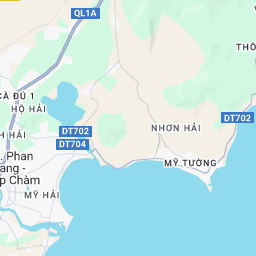 QL1A
THÔ
CÀ ĐÚ 1
HỘ HẢI
DT702
DT702
NHƠN HẢI
DT704
MỸ TƯỜNG
. Phan
ang -
p Chàm
MỸ HẢI